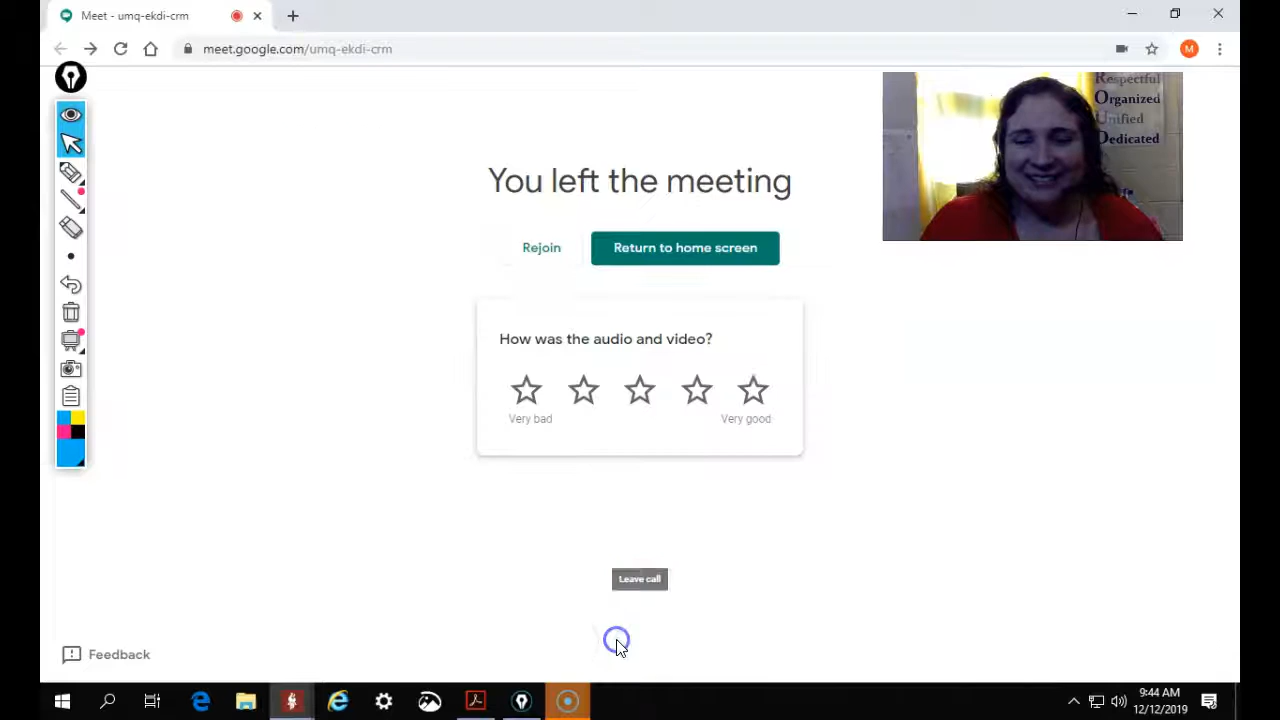 Meet - umq-ekdi-crm
meet.google.com/umq-ekdi-crm
M
Respectful
Organized
Unified
Dedicated
You left the meeting
Rejoin
Return to home screen
How was the audio and video?
Very bad
Very good
Leave call
Feedback
9:44 AM
12/12/2019